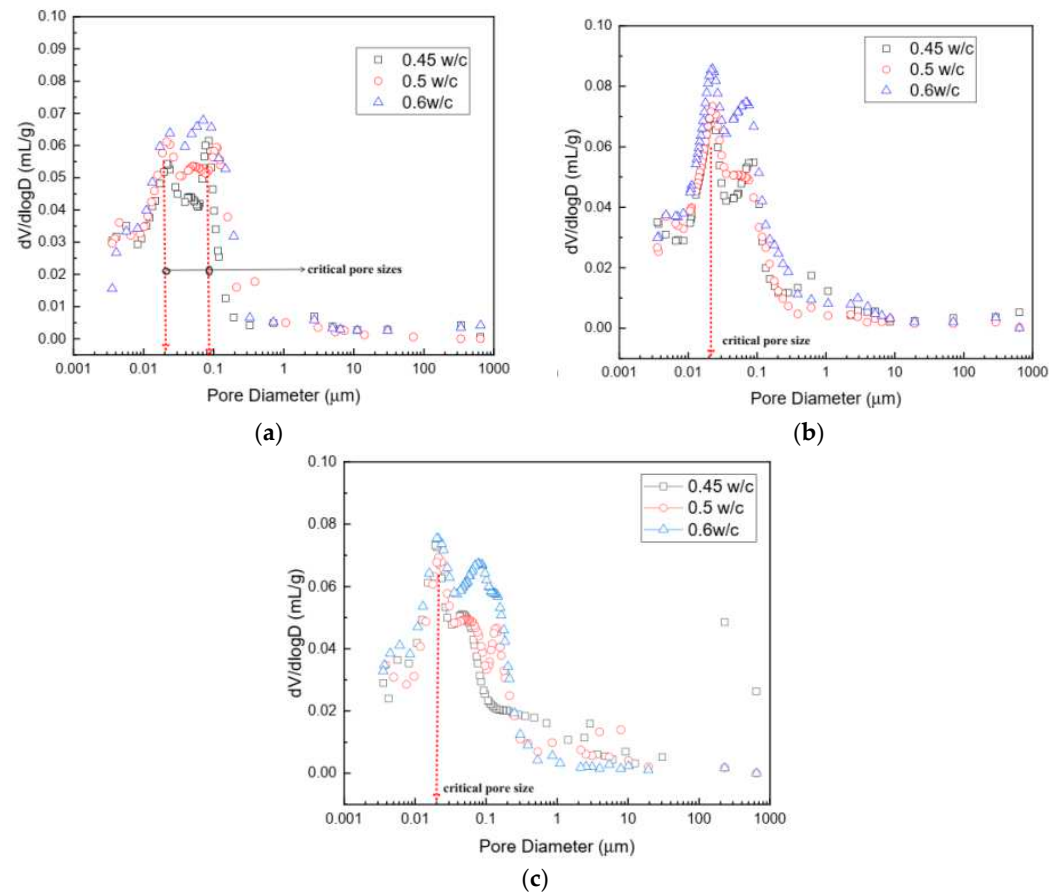 0.10
0.09
0.08
0.07
0.06
0.05
0.04
0.03
0.02
0.01
0.00
dV/dlogD (mL/g)
0.45 w/c
0.5 w/c
0.6w/c
critical pore sizes
0.001 0.01 0.1 1 10 100 1000
Pore Diameter (μm)
(a)
0.10
0.08
0.06
0.04
0.02
0.00
dV/dlogD (mL/g)
0.45 w/c
0.5 w/c
0.6w/c
critical pore size
0.001 0.01 0.1 1 10 100 1000
Pore Diameter (μm)
(b)
0.10
0.08
0.06
0.04
0.02
0.00
dV/dlogD (mL/g)
0.45 w/c
0.5 w/c
0.6w/c
critical pore size
0.001 0.01 0.1 1 10 100 1000
Pore Diameter (μm)
(c)